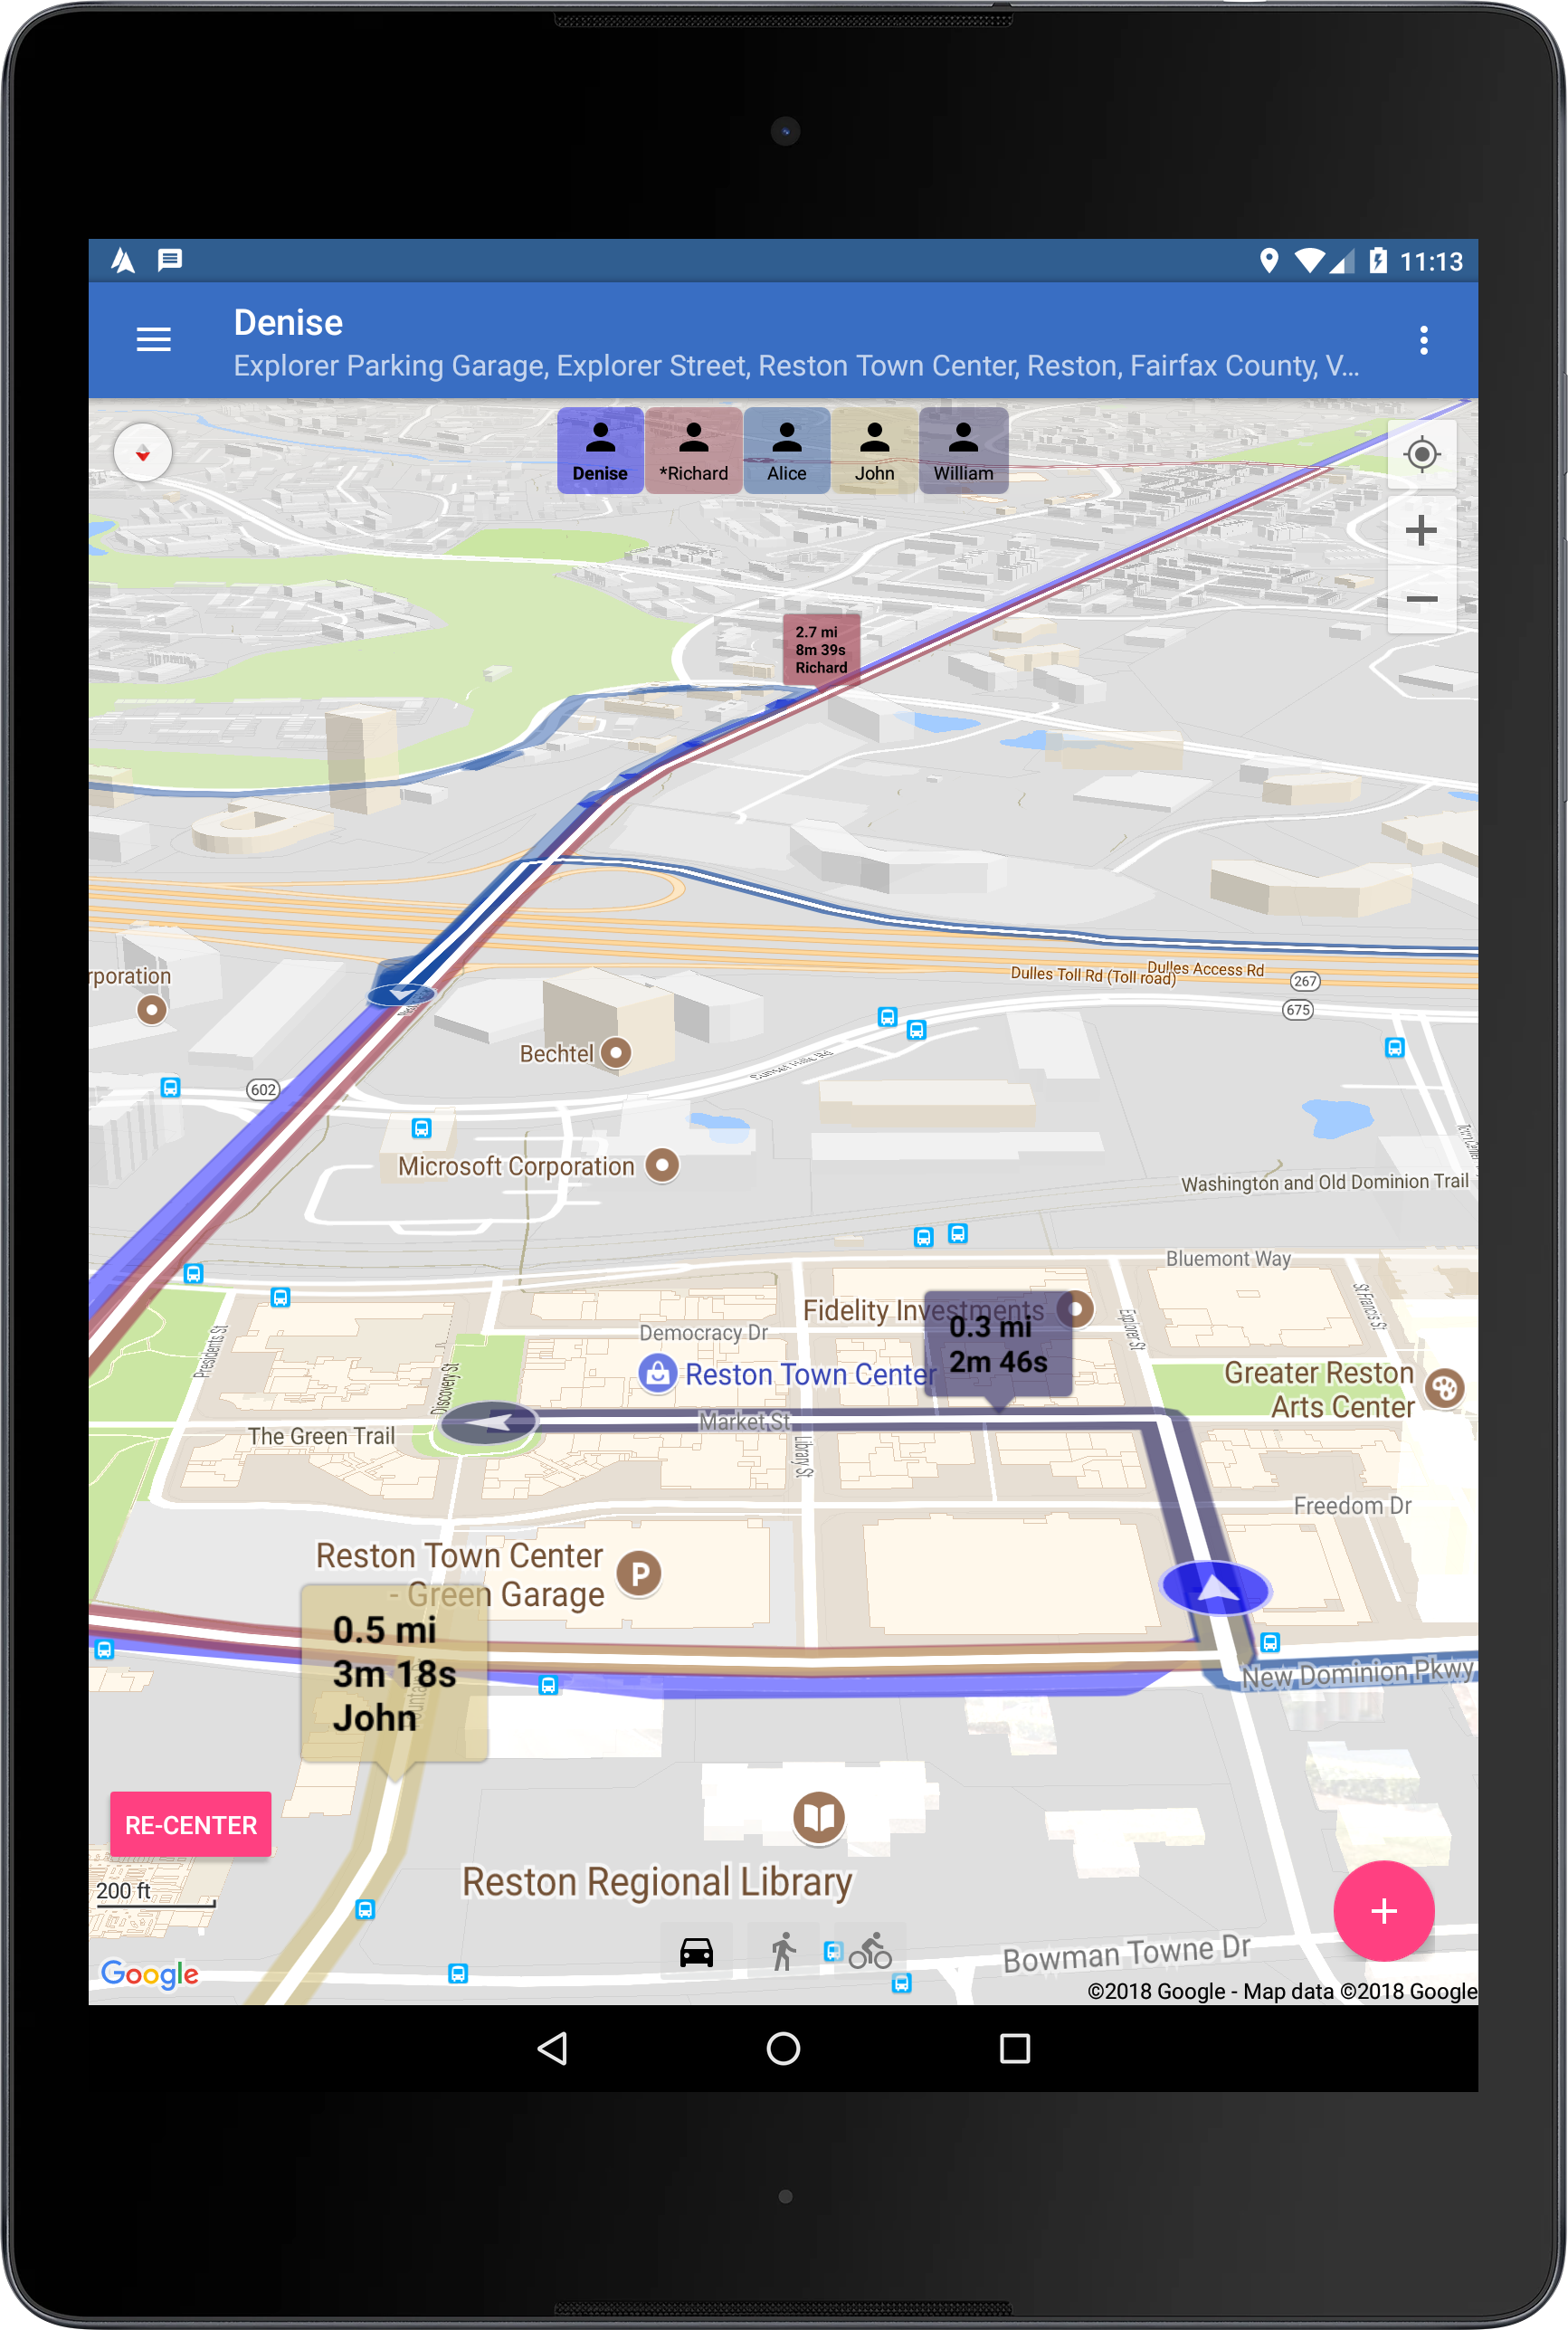 11:13
Denise
Explorer Parking Garage, Explorer Street, Reston Town Center, Reston, Fairfax County, V...
Denise
*Richard
Alice
John
William
2.7 mi
8m 39s
Richard
rporation
Dulles Toll Rd (Toll road)
Dulles Access Rd
267
675
Bechtel
Sunset Hills Rd
602
Microsoft Corporation
Washington and Old Dominion Trail
Bluemont Way
Fidelity Investments
0.3 mi
2m 46s
Democracy Dr
Presidents St
Explorer St
St Francis St
Reston Town Center
Discovery St
Greater Reston
Arts Center
Market St
The Green Trail
Library St
Freedom Dr
Reston Town Center
- Green Garage
P
0.5 mi
3m 18s
John
New Dominion Pkwy
RE-CENTER
Reston Regional Library
200 ft
Bowman Towne Dr
Google
©2018 Google - Map data ©2018 Google